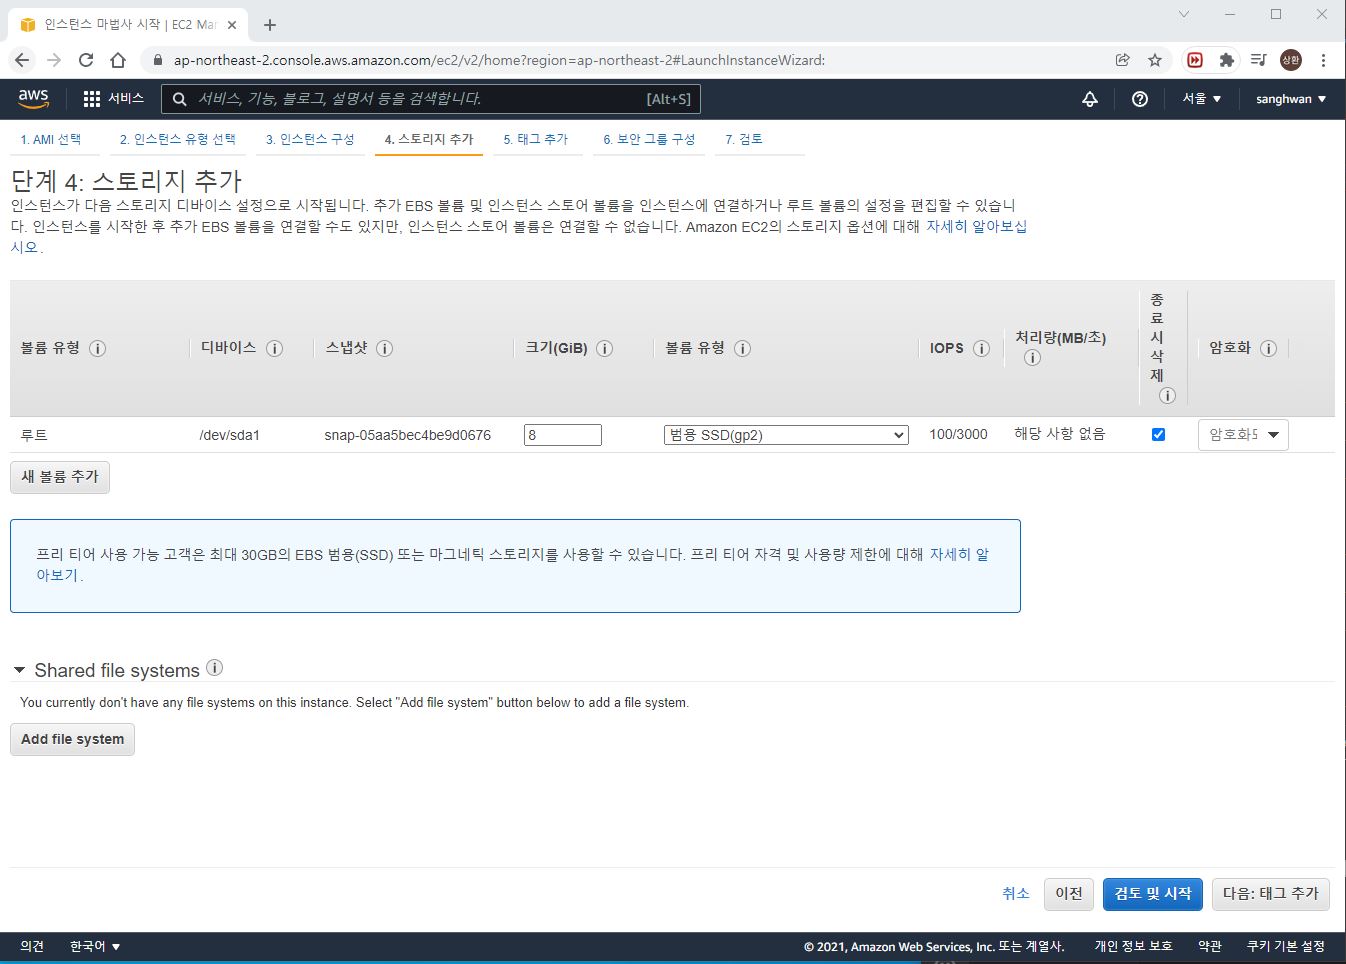 인스턴스 마법사 시작 | EC2 Mar
ap-northeast-2.console.aws.amazon.com/ec2/v2/home?region=ap-northeast-2#LaunchInstanceWizard:
상환
aws
서비스
서비스, 기능, 블로그, 설명서 등을 검색합니다.
[Alt+S]
서울
sanghwan
1. AMI 선택
2. 인스턴스 유형 선택
3. 인스턴스 구성
4. 스토리지 추가
5. 태그 추가
6. 보안 그룹 구성
7. 검토
단계 4: 스토리지 추가
인스턴스가 다음 스토리지 디바이스 설정으로 시작됩니다. 추가 EBS 볼륨 및 인스턴스 스토어 볼륨을 인스턴스에 연결하거나 루트 볼륨의 설정을 편집할 수 있습니
다. 인스턴스를 시작한 후 추가 EBS 볼륨을 연결할 수도 있지만, 인스턴스 스토어 볼륨은 연결할 수 없습니다. Amazon EC2의 스토리지 옵션에 대해 자세히 알아보십
시오.
볼륨 유형
디바이스
스냅샷
크기(GiB)
볼륨 유형
IOPS
처리량(MB/초)
종
료
시
삭
제
암호화
루트
/dev/sda1
snap-05aa5bec4be9d0676
8
범용 SSD(gp2)
100/3000
해당 사항 없음
암호화되
새 볼륨 추가
프리 티어 사용 가능 고객은 최대 30GB의 EBS 범용(SSD) 또는 마그네틱 스토리지를 사용할 수 있습니다. 프리 티어 자격 및 사용량 제한에 대해 자세히 알
아보기.
Shared file systems
You currently don't have any file systems on this instance. Select "Add file system" button below to add a file system.
Add file system
취소
이전
검토 및 시작
다음: 태그 추가
의견
한국어
© 2021, Amazon Web Services, Inc. 또는 계열사.
개인 정보 보호
약관
쿠키 기본 설정